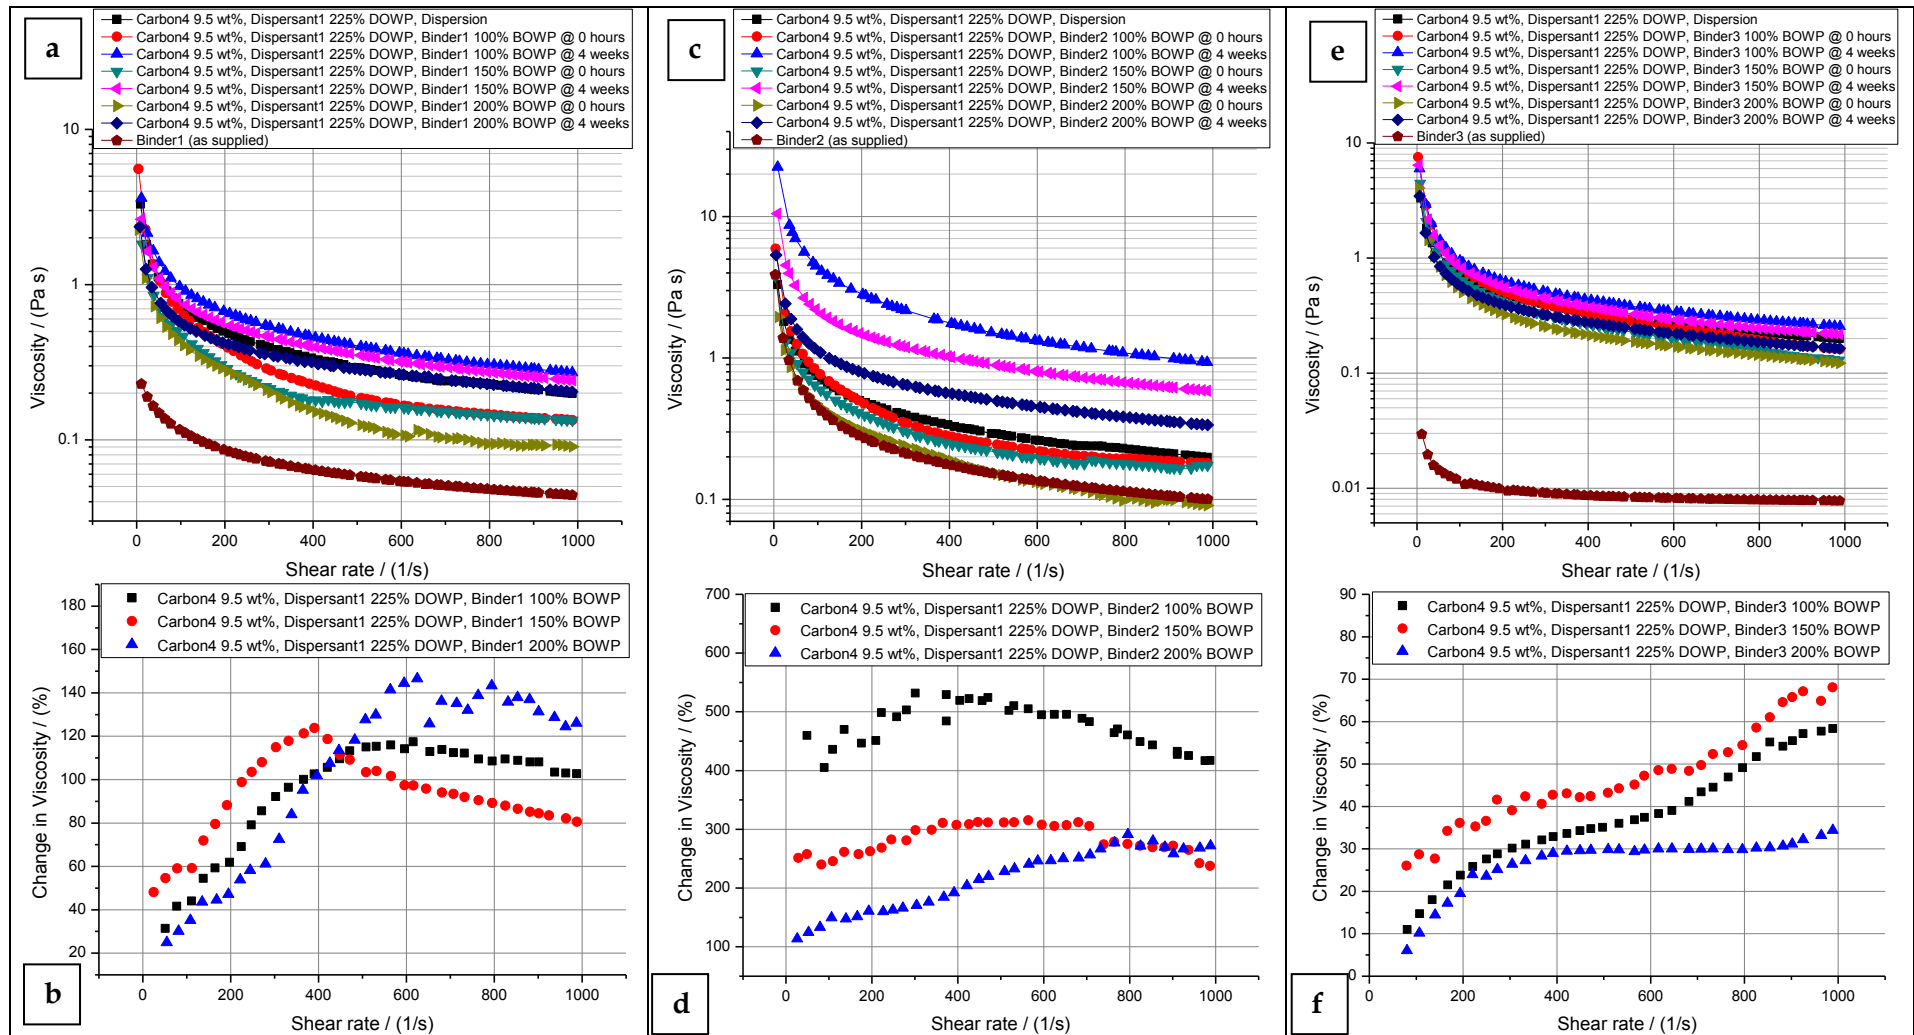 a
Carbon4 9.5 wt%, Dispersant1 225% DOWP, Dispersion
Carbon4 9.5 wt%, Dispersant1 225% DOWP, Binder1 100% BOWP @ 0 hours
Carbon4 9.5 wt%, Dispersant1 225% DOWP, Binder1 100% BOWP @ 4 weeks
Carbon4 9.5 wt%, Dispersant1 225% DOWP, Binder1 150% BOWP @ 0 hours
Carbon4 9.5 wt%, Dispersant1 225% DOWP, Binder1 150% BOWP @ 4 weeks
Carbon4 9.5 wt%, Dispersant1 225% DOWP, Binder1 200% BOWP @ 0 hours
Carbon4 9.5 wt%, Dispersant1 225% DOWP, Binder1 200% BOWP @ 4 weeks
Binder1 (as supplied)
10
1
0.1
Viscosity / (Pa s)
0 200 400 600 800 1000
Shear rate / (1/s)
b
Carbon4 9.5 wt%, Dispersant1 225% DOWP, Binder1 100% BOWP
Carbon4 9.5 wt%, Dispersant1 225% DOWP, Binder1 150% BOWP
Carbon4 9.5 wt%, Dispersant1 225% DOWP, Binder1 200% BOWP
180
160
140
120
100
80
60
40
20
Change in Viscosity / (%)
0 200 400 600 800 1000
Shear rate / (1/s)
c
Carbon4 9.5 wt%, Dispersant1 225% DOWP, Dispersion
Carbon4 9.5 wt%, Dispersant1 225% DOWP, Binder2 100% BOWP @ 0 hours
Carbon4 9.5 wt%, Dispersant1 225% DOWP, Binder2 100% BOWP @ 4 weeks
Carbon4 9.5 wt%, Dispersant1 225% DOWP, Binder2 150% BOWP @ 0 hours
Carbon4 9.5 wt%, Dispersant1 225% DOWP, Binder2 150% BOWP @ 4 weeks
Carbon4 9.5 wt%, Dispersant1 225% DOWP, Binder2 200% BOWP @ 0 hours
Carbon4 9.5 wt%, Dispersant1 225% DOWP, Binder2 200% BOWP @ 4 weeks
Binder2 (as supplied)
10
1
0.1
Viscosity / (Pa s)
0 200 400 600 800 1000
Shear rate / (1/s)
d
Carbon4 9.5 wt%, Dispersant1 225% DOWP, Binder2 100% BOWP
Carbon4 9.5 wt%, Dispersant1 225% DOWP, Binder2 150% BOWP
Carbon4 9.5 wt%, Dispersant1 225% DOWP, Binder2 200% BOWP
700
600
500
400
300
200
100
Change in Viscosity / (%)
0 200 400 600 800 1000
Shear rate / (1/s)
e
Carbon4 9.5 wt%, Dispersant1 225% DOWP, Dispersion
Carbon4 9.5 wt%, Dispersant1 225% DOWP, Binder3 100% BOWP @ 0 hours
Carbon4 9.5 wt%, Dispersant1 225% DOWP, Binder3 100% BOWP @ 4 weeks
Carbon4 9.5 wt%, Dispersant1 225% DOWP, Binder3 150% BOWP @ 0 hours
Carbon4 9.5 wt%, Dispersant1 225% DOWP, Binder3 150% BOWP @ 4 weeks
Carbon4 9.5 wt%, Dispersant1 225% DOWP, Binder3 200% BOWP @ 0 hours
Carbon4 9.5 wt%, Dispersant1 225% DOWP, Binder3 200% BOWP @ 4 weeks
Binder3 (as supplied)
10
1
0.1
0.01
Viscosity / (Pa s)
0 200 400 600 800 1000
Shear rate / (1/s)
f
Carbon4 9.5 wt%, Dispersant1 225% DOWP, Binder3 100% BOWP
Carbon4 9.5 wt%, Dispersant1 225% DOWP, Binder3 150% BOWP
Carbon4 9.5 wt%, Dispersant1 225% DOWP, Binder3 200% BOWP
90
80
70
60
50
40
30
20
10
0
Change in Viscosity / (%)
0 200 400 600 800 1000
Shear rate / (1/s)